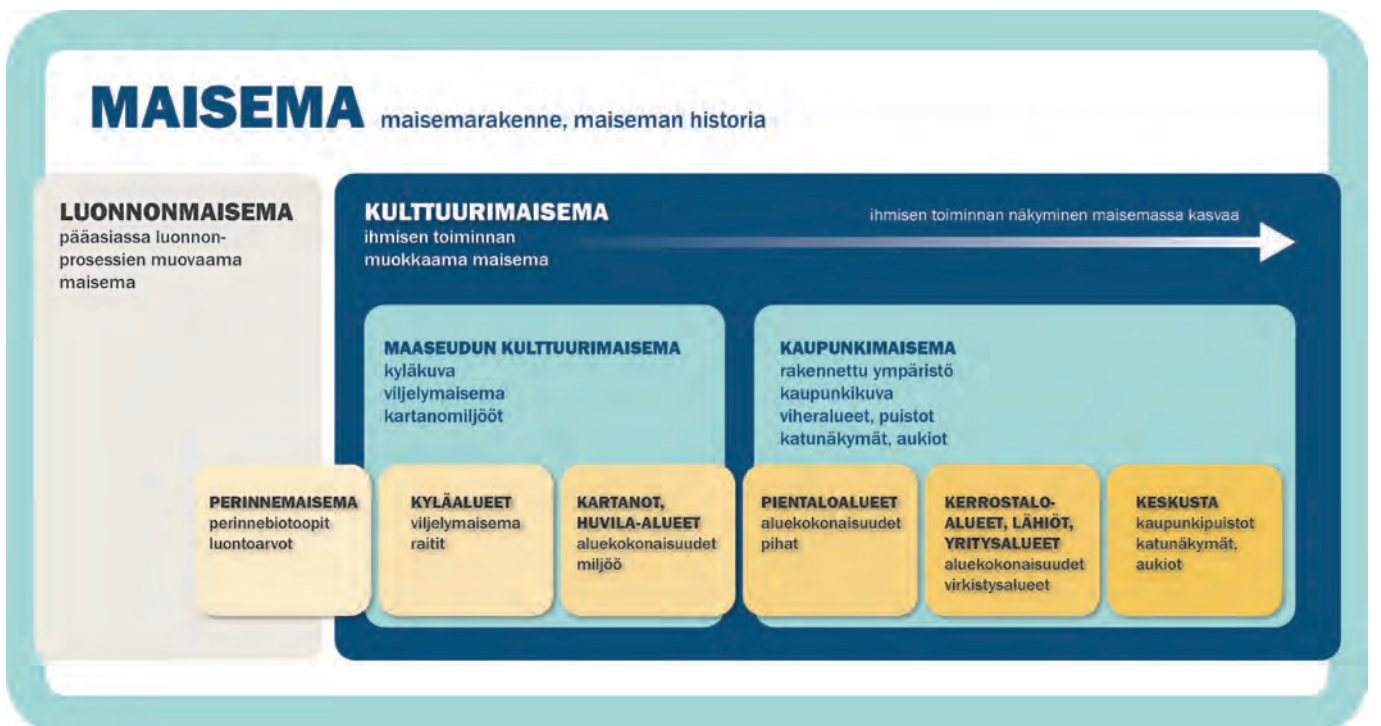 MAISEMA maisemarakenne, maiseman historia
LUONNONMAISEMA
pääasiassa luonnon-
prosessien muovaama
maisema
KULTTUURIMAISEMA
ihmisen toiminnan
muokkaama maisema
ihmisen toiminnan näkyminen maisemassa kasvaa
MAASEUDUN KULTTUURIMAISEMA
kyläkuva
viljelymaisema
kartanomiljööt
KAUPUNKIMAISEMA
rakennettu ympäristö
kaupunkikuva
viheralueet, puistot
katunäkymät, aukiot
PERINNEMAISEMA
perinnebiotoopit
luontoarvot
KYLÄALUEET
viljelymaisema
raitit
KARTANOT,
HUVILA-ALUEET
aluekokonaisuudet
miljöö
PIENTALOALUEET
aluekokonaisuudet
pihat
KERROSTALO-
ALUEET, LÄHIÖT,
YRITYSALUEET
aluekokonaisuudet
virkistysalueet
KESKUSTA
kaupunkipuistot
katunäkymät,
aukiot